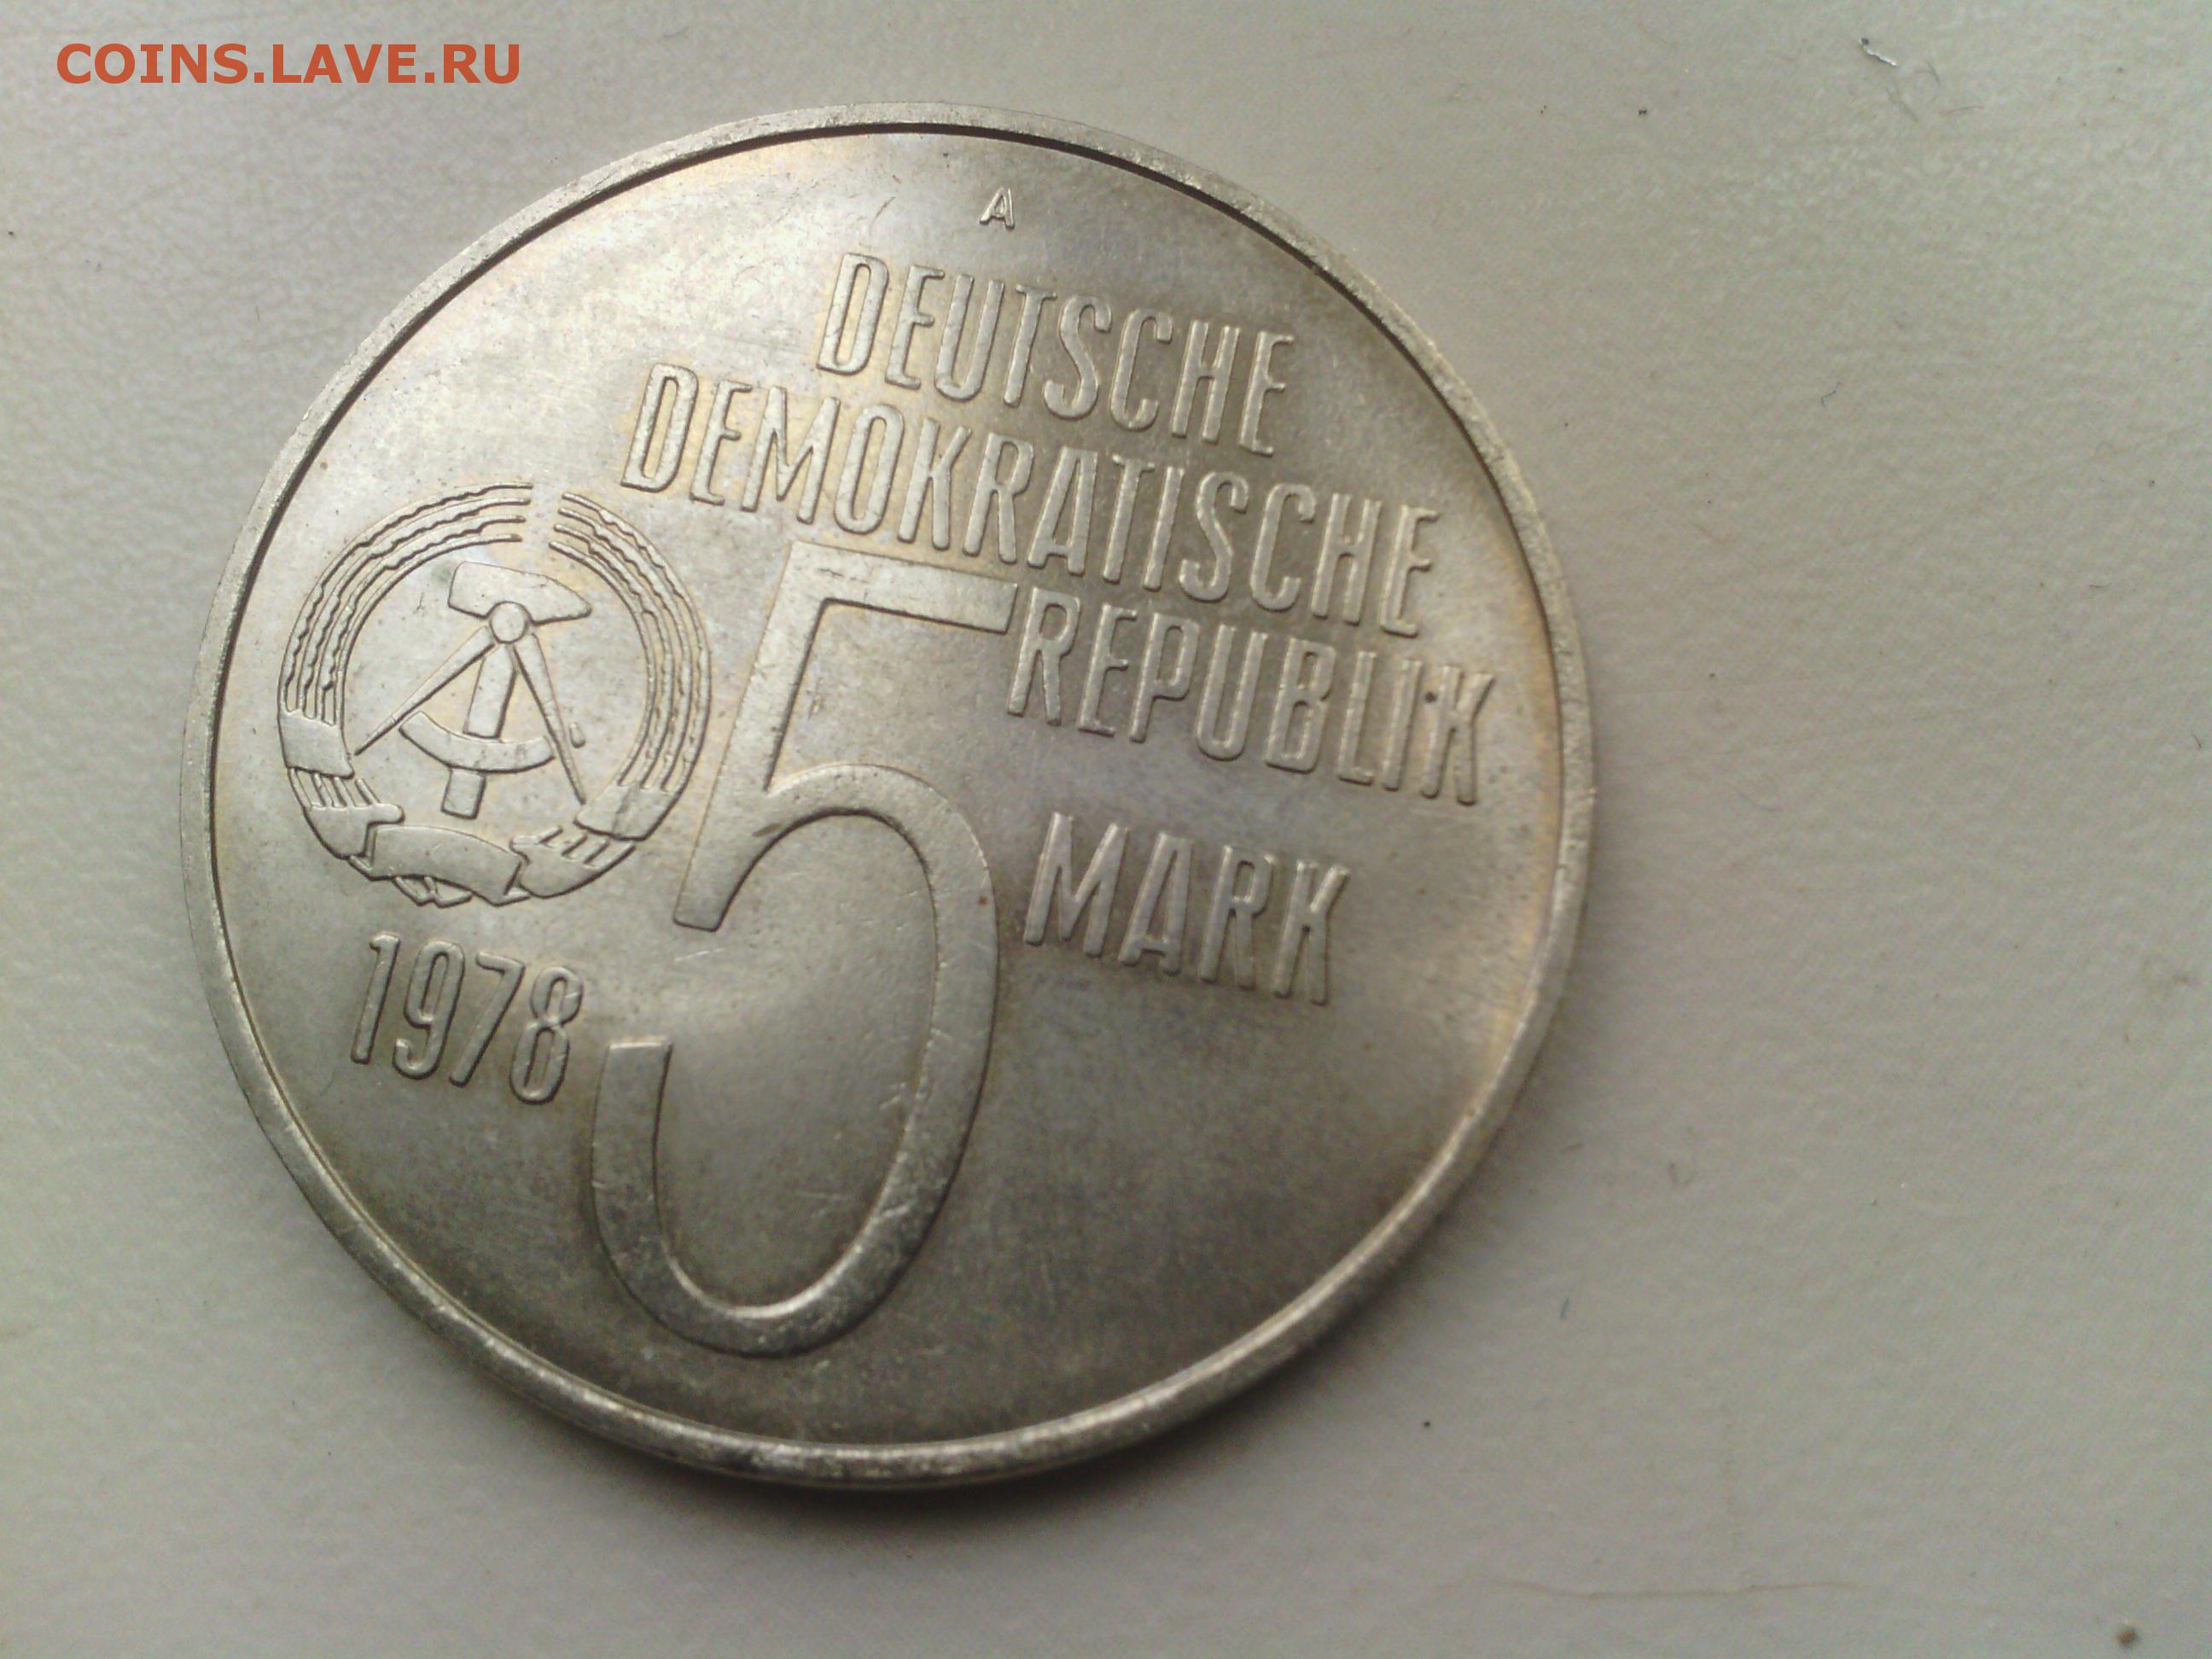 COINS.LAVE.RU
A
DEUTSCHE
DEMOKRATISCHE
REPUBLIK
5 MARK
1978